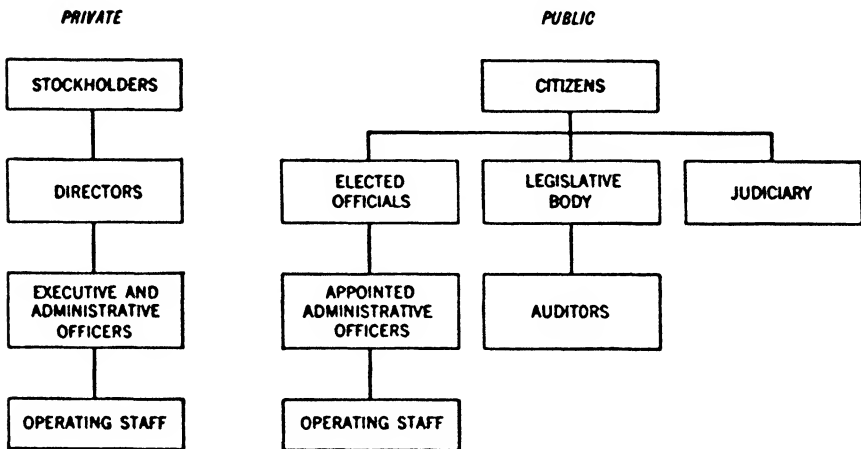 PRIVATE
STOCKHOLDERS
DIRECTORS
EXECUTIVE AND
ADMINISTRATIVE
OFFICERS
OPERATING STAFF
PUBLIC
CITIZENS
ELECTED
OFFICIALS
LEGISLATIVE
BODY
JUDICIARY
APPOINTED
ADMINISTRATIVE
OFFICERS
AUDITORS
OPERATING STAFF